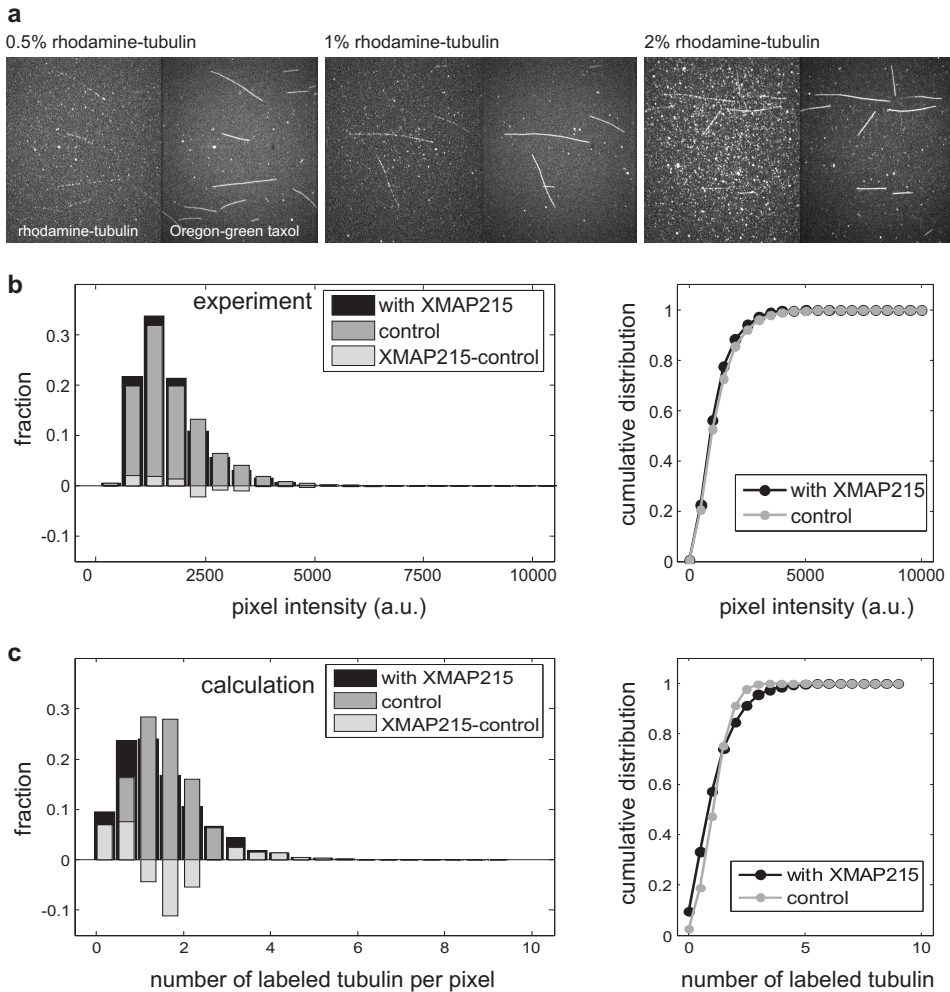 a
0.5% rhodamine-tubulin
1% rhodamine-tubulin
2% rhodamine-tubulin
rhodamine-tubulin
Oregon-green taxol
b
experiment
with XMAP215
control
XMAP215-control
fraction
0.3
0.2
0.1
0
-0.1
0 2500 5000 7500 10000
pixel intensity (a.u.)
cumulative distribution
1
0.8
0.6
0.4
0.2
0
with XMAP215
control
0 5000 10000
pixel intensity (a.u.)
c
calculation
with XMAP215
control
XMAP215-control
fraction
0.3
0.2
0.1
0
-0.1
0 2 4 6 8 10
number of labeled tubulin per pixel
cumulative distribution
1
0.8
0.6
0.4
0.2
0
with XMAP215
control
0 5 10
number of labeled tubulin